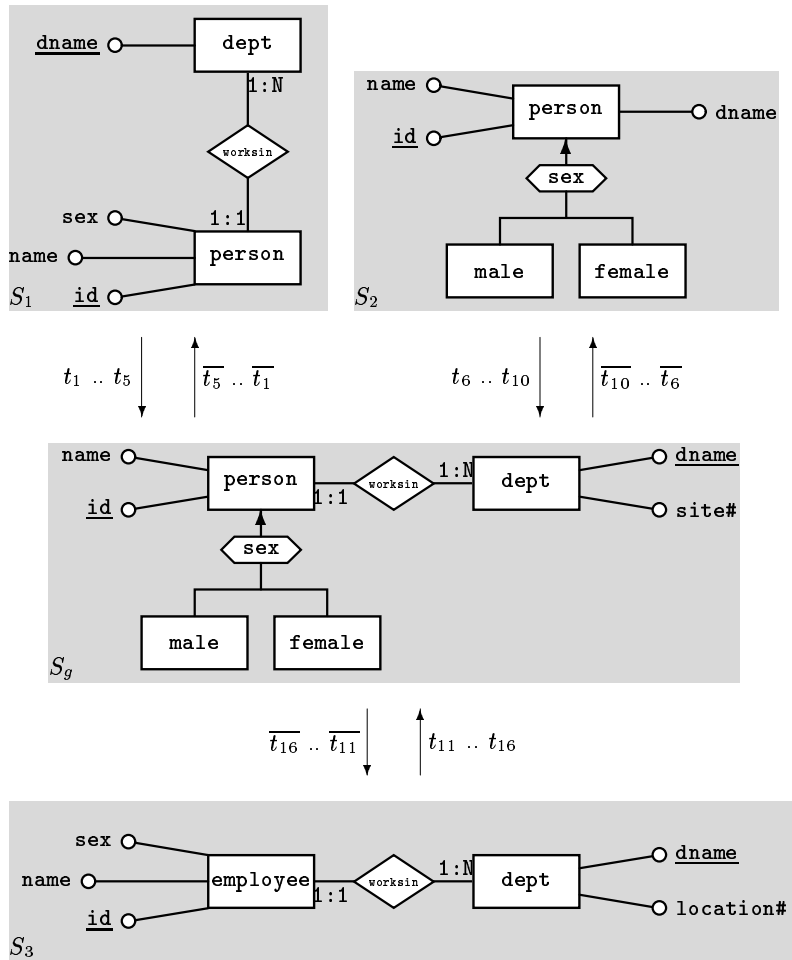 dname dept
1:N
worksin
sex 1:1
name person
id
S1
name person dname
id
sex
male female
S2
t1 .. t5 t5 .. t1
t6 .. t10 t10 .. t6
name person 1:1 worksin 1:N dept dname
id site#
sex
male female
Sg
t16 .. t11 t11 .. t16
sex dname
name employee 1:1 worksin 1:N dept
id location#
S3